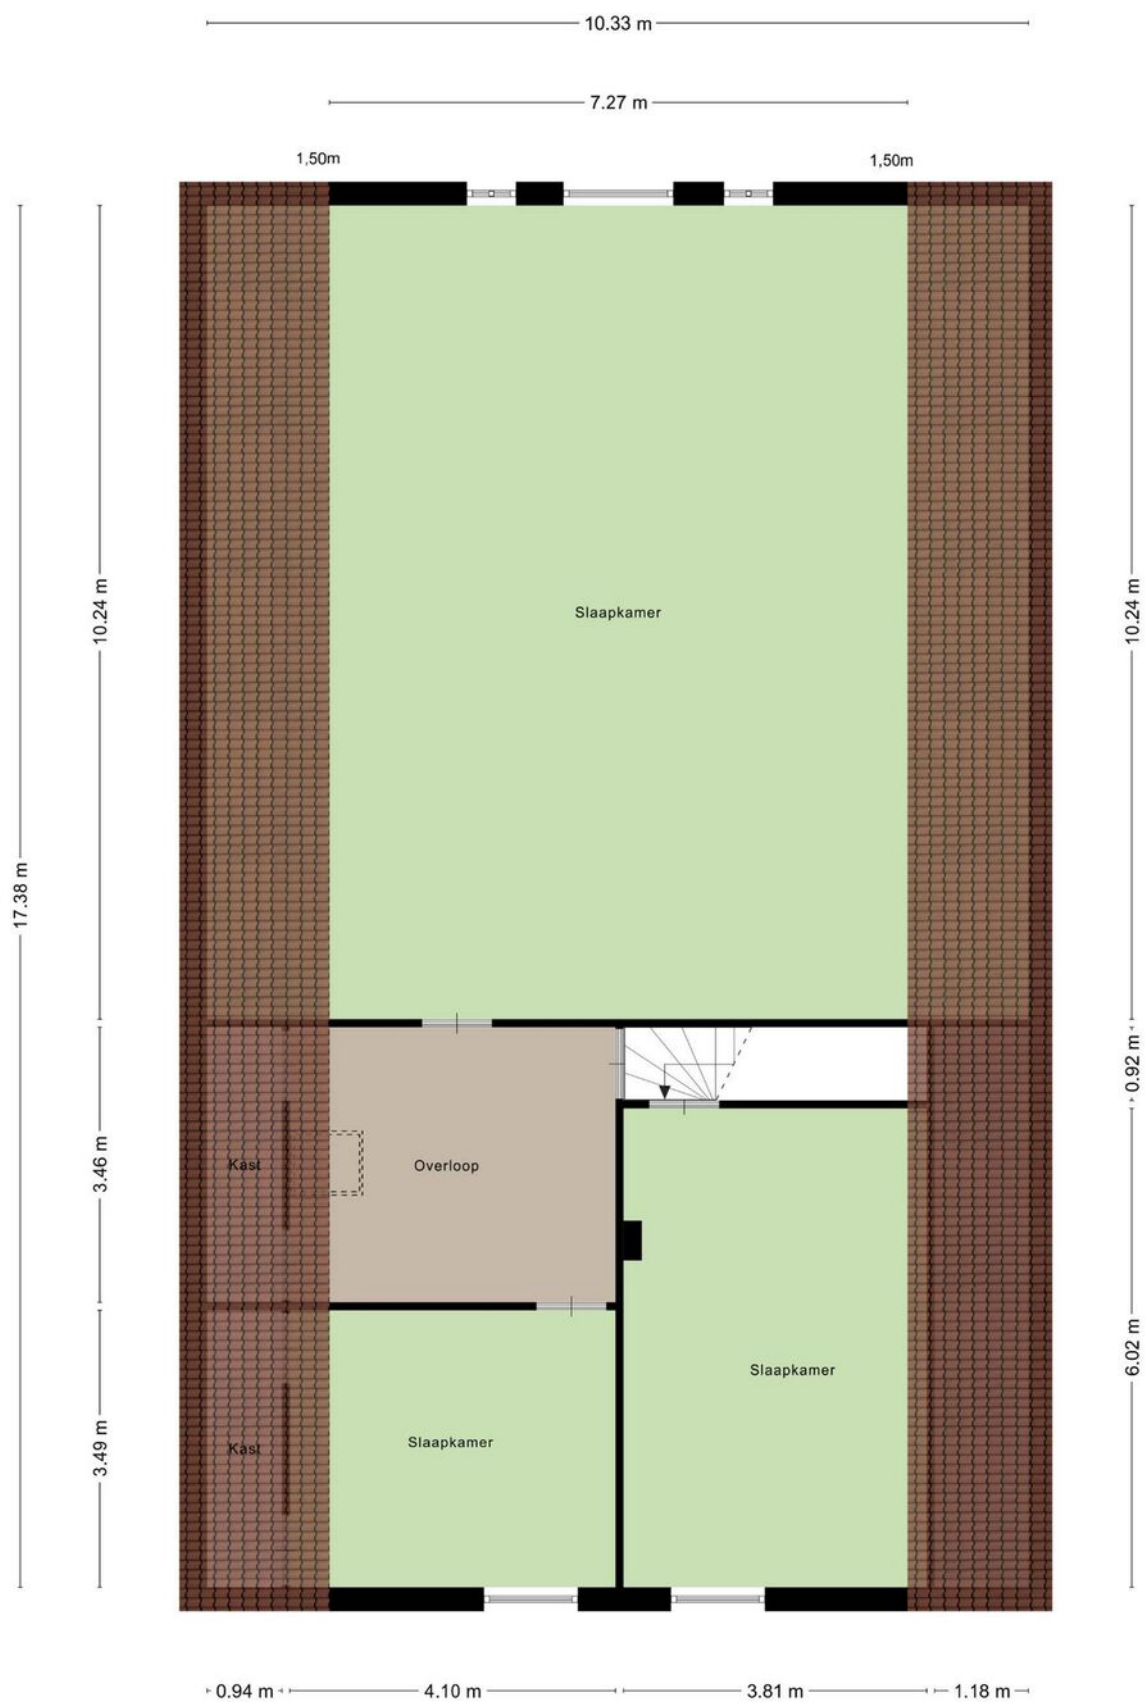 10.33 m
7.27 m
1,50m
1,50m
10.24 m
10.24 m
Slaapkamer
17.38 m
0.92 m
3.46 m
Kast
Overloop
6.02 m
Slaapkamer
3.49 m
Kast
Slaapkamer
0.94 m
4.10 m
3.81 m
1.18 m